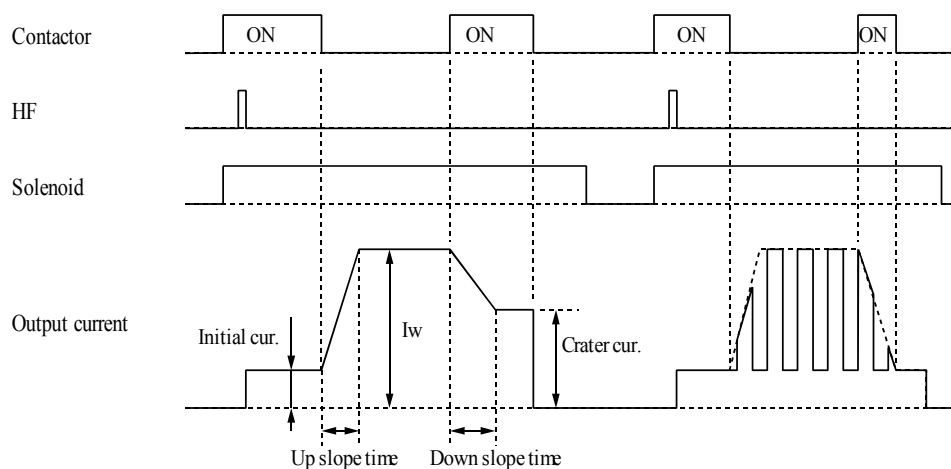 Contactor
ON
ON
ON
ON
HF
Solenoid
Output current
Initial cur.
Iw
Crater cur.
Up slope time
Down slope time